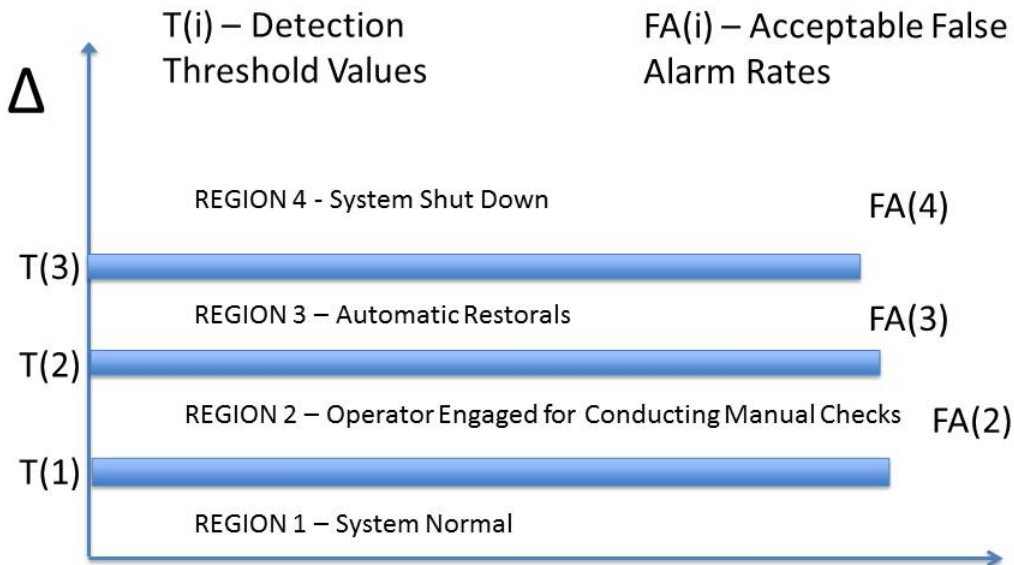 T(i) – Detection
Threshold Values
FA(i) – Acceptable False
Alarm Rates
Δ
REGION 4 - System Shut Down
FA(4)
T(3)
REGION 3 – Automatic Restorals
FA(3)
T(2)
REGION 2 – Operator Engaged for Conducting Manual Checks
FA(2)
T(1)
REGION 1 – System Normal